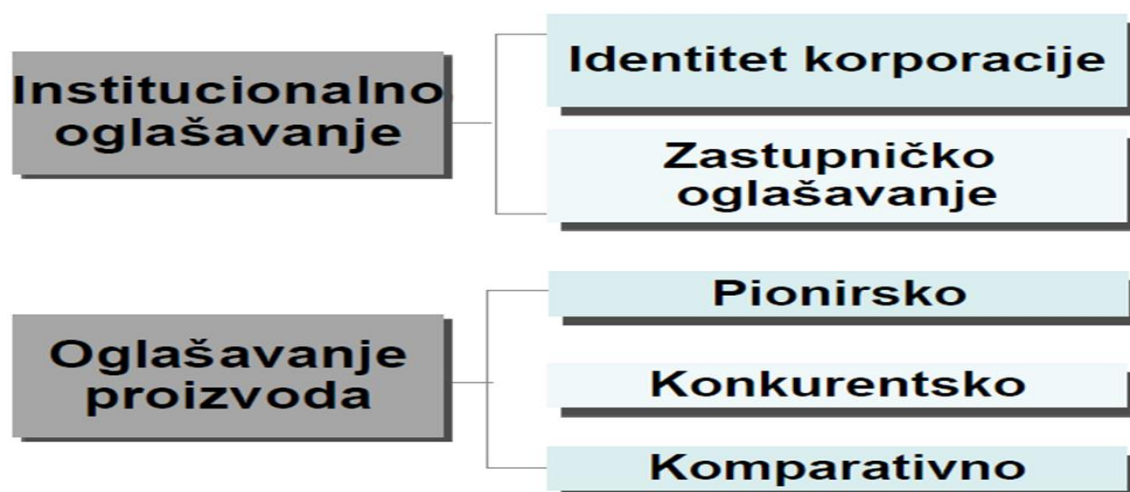 Institucionalno
oglašavanje
Identitet korporacije
Zastupničko
oglašavanje
Oglašavanje
proizvoda
Pionirsko
Konkurentsko
Komparativno